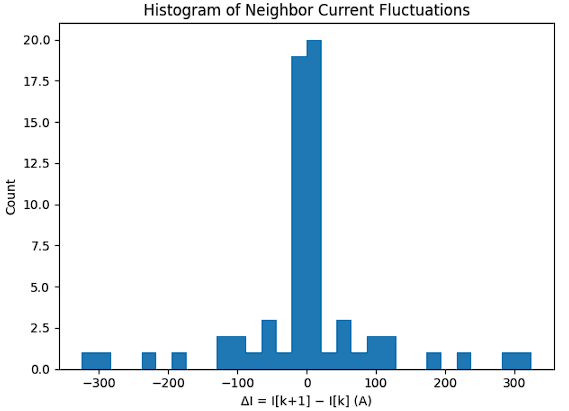 Histogram of Neighbor Current Fluctuations
20.0
17.5
15.0
12.5
10.0
7.5
5.0
2.5
0.0
Count
−300 −200 −100 0 100 200 300
ΔI = I[k+1] − I[k] (A)